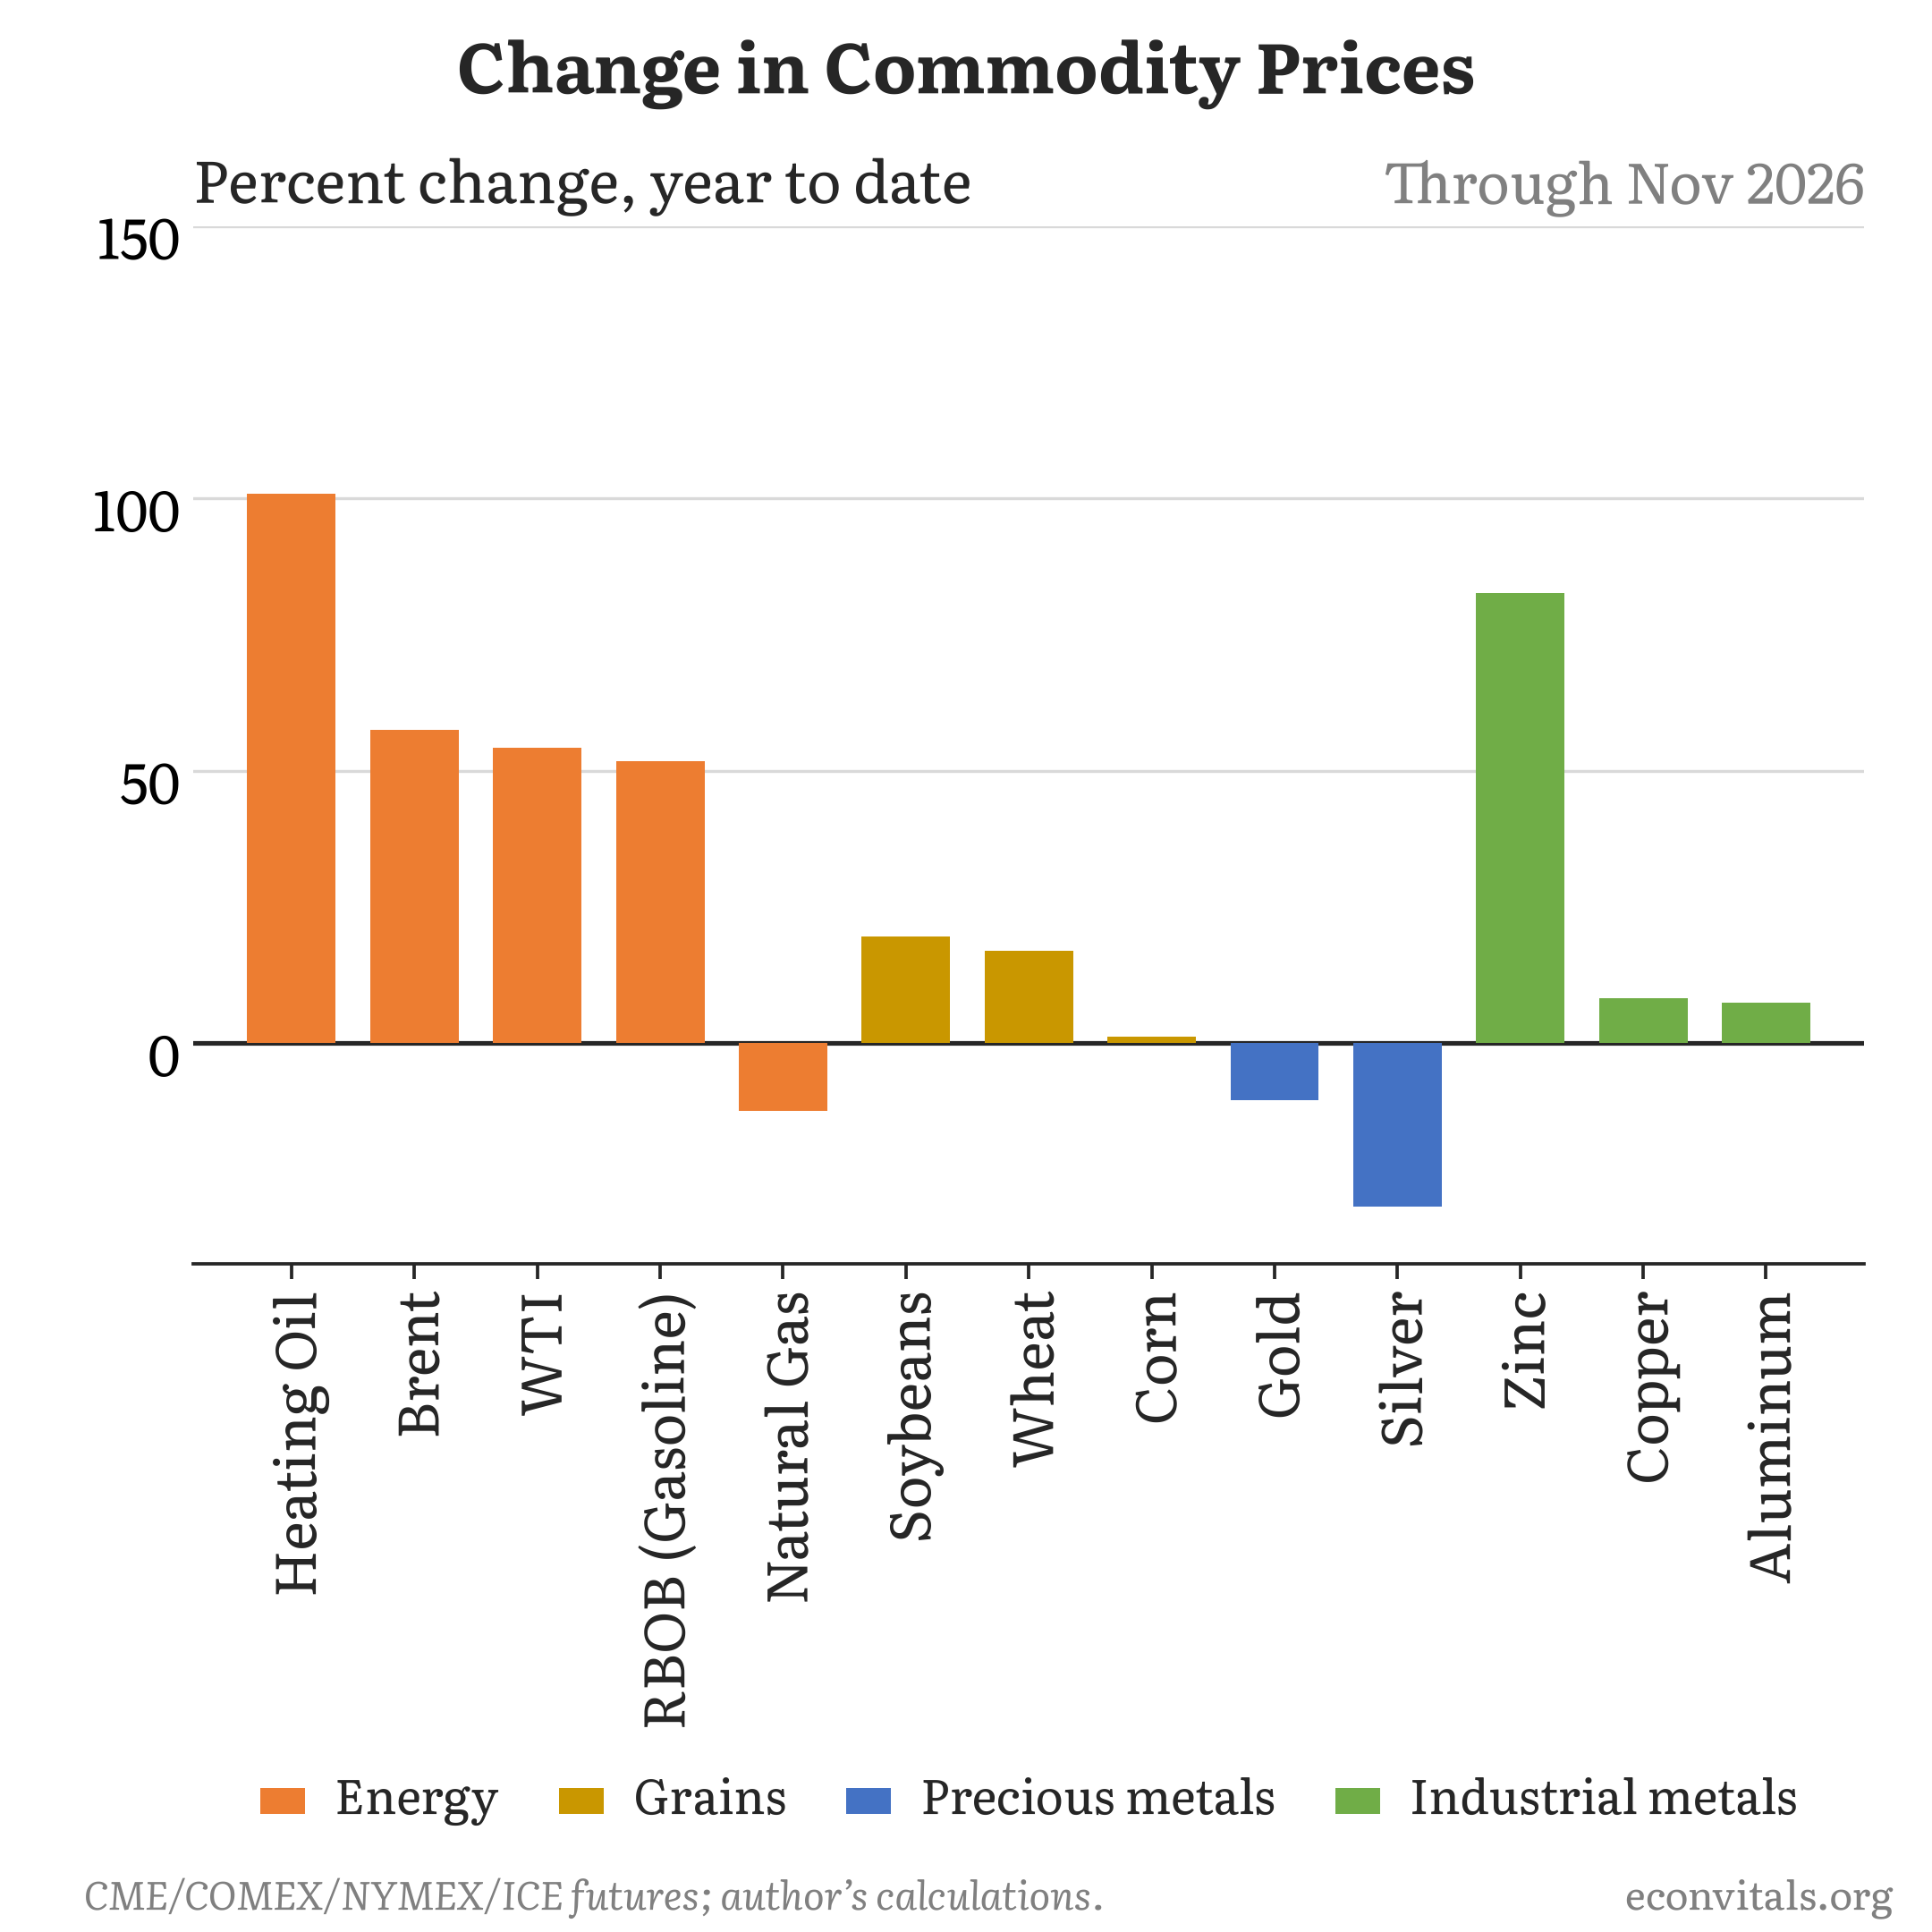 Change in Commodity Prices
Percent change, year to date
Through Nov 2026
150
100
50
0
Heating Oil
Brent
WTI
RBOB (Gasoline)
Natural Gas
Soybeans
Wheat
Corn
Gold
Silver
Zinc
Copper
Aluminum
Energy
Grains
Precious metals
Industrial metals
CME/COMEX/NYMEX/ICE futures; author’s calculations.
econvitals.org